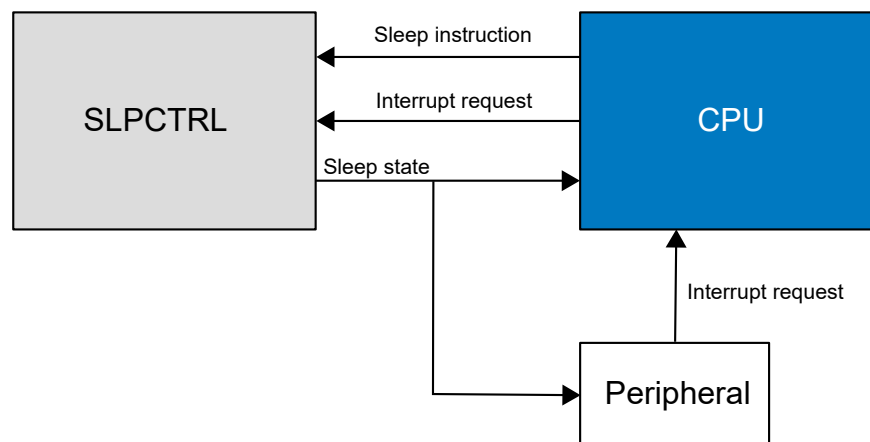 Sleep instruction
SLPCTRL
Interrupt request
CPU
Sleep state
Interrupt request
Peripheral